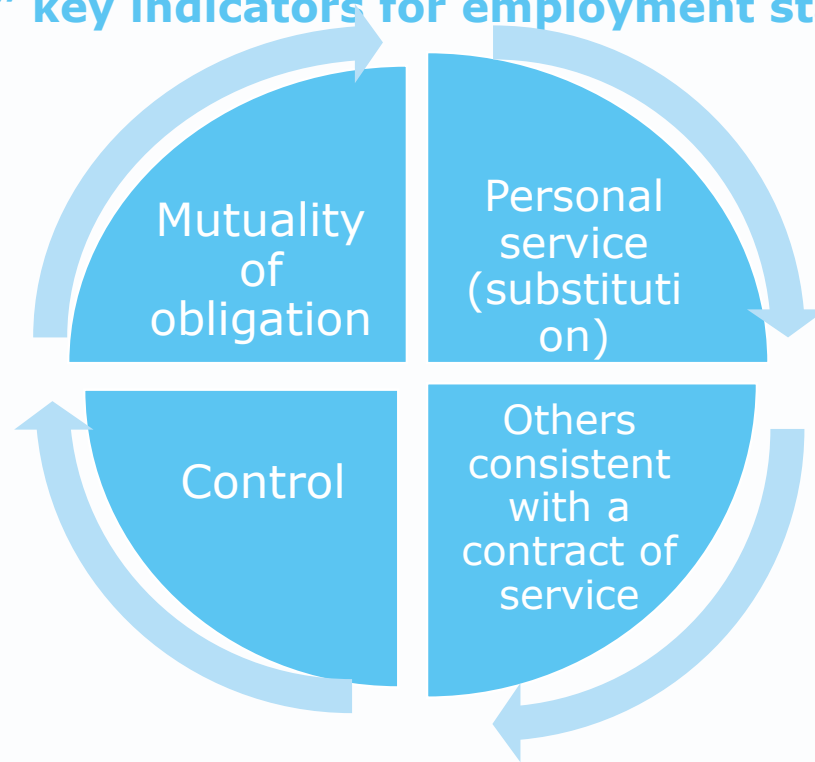 " key indicators for employment st
Mutuality
of
obligation
Personal
service
(substituti
on)
Control
Others
consistent
with a
contract of
service